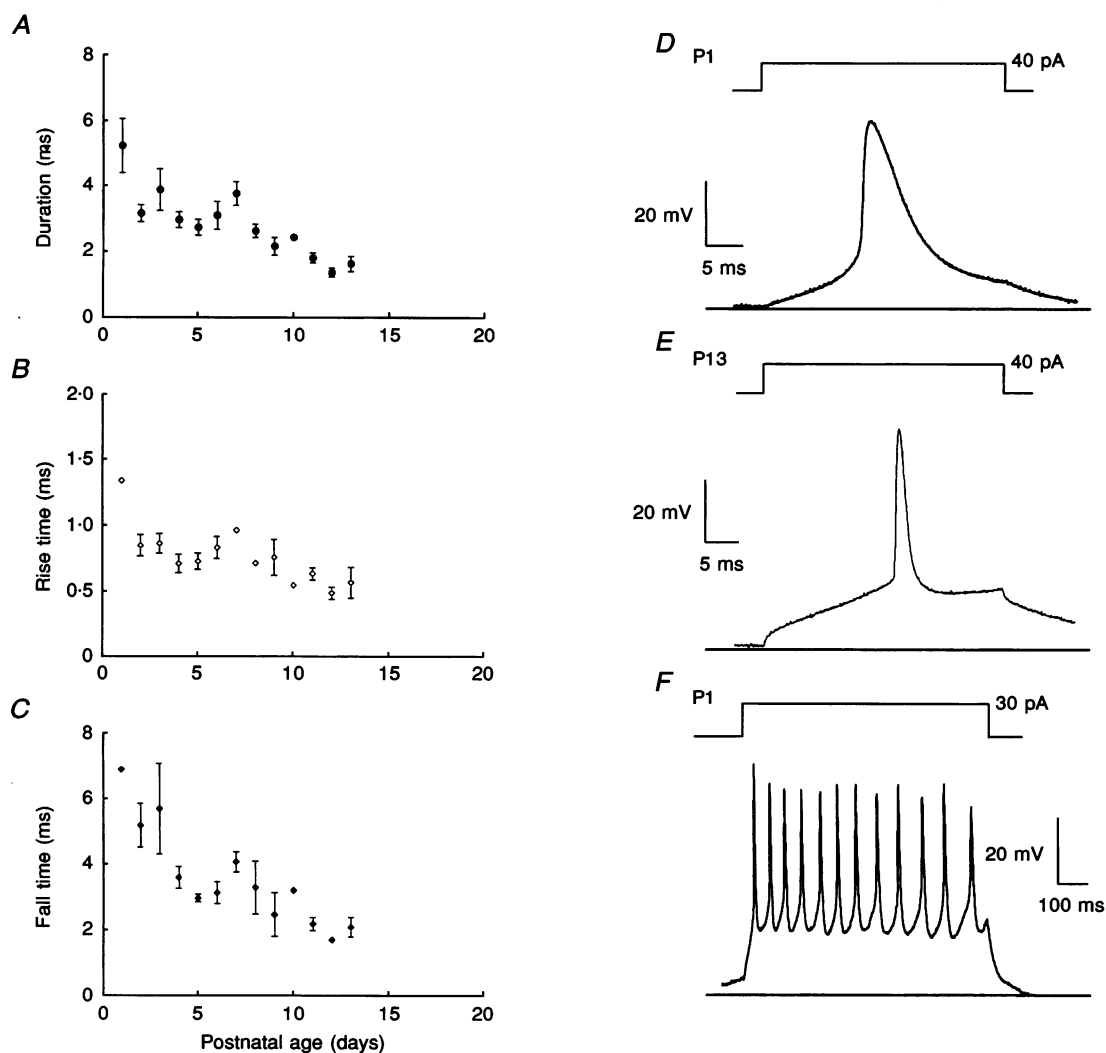 A
Duration (ms)
8
6
4
2
0
0 5 10 15 20
B
Rise time (ms)
2·0
1·5
1·0
0·5
0
0 5 10 15 20
C
Fall time (ms)
8
6
4
2
0
0 5 10 15 20
Postnatal age (days)
D
P1
40 pA
20 mV
5 ms
E
P13
40 pA
20 mV
5 ms
F
P1
30 pA
20 mV
100 ms